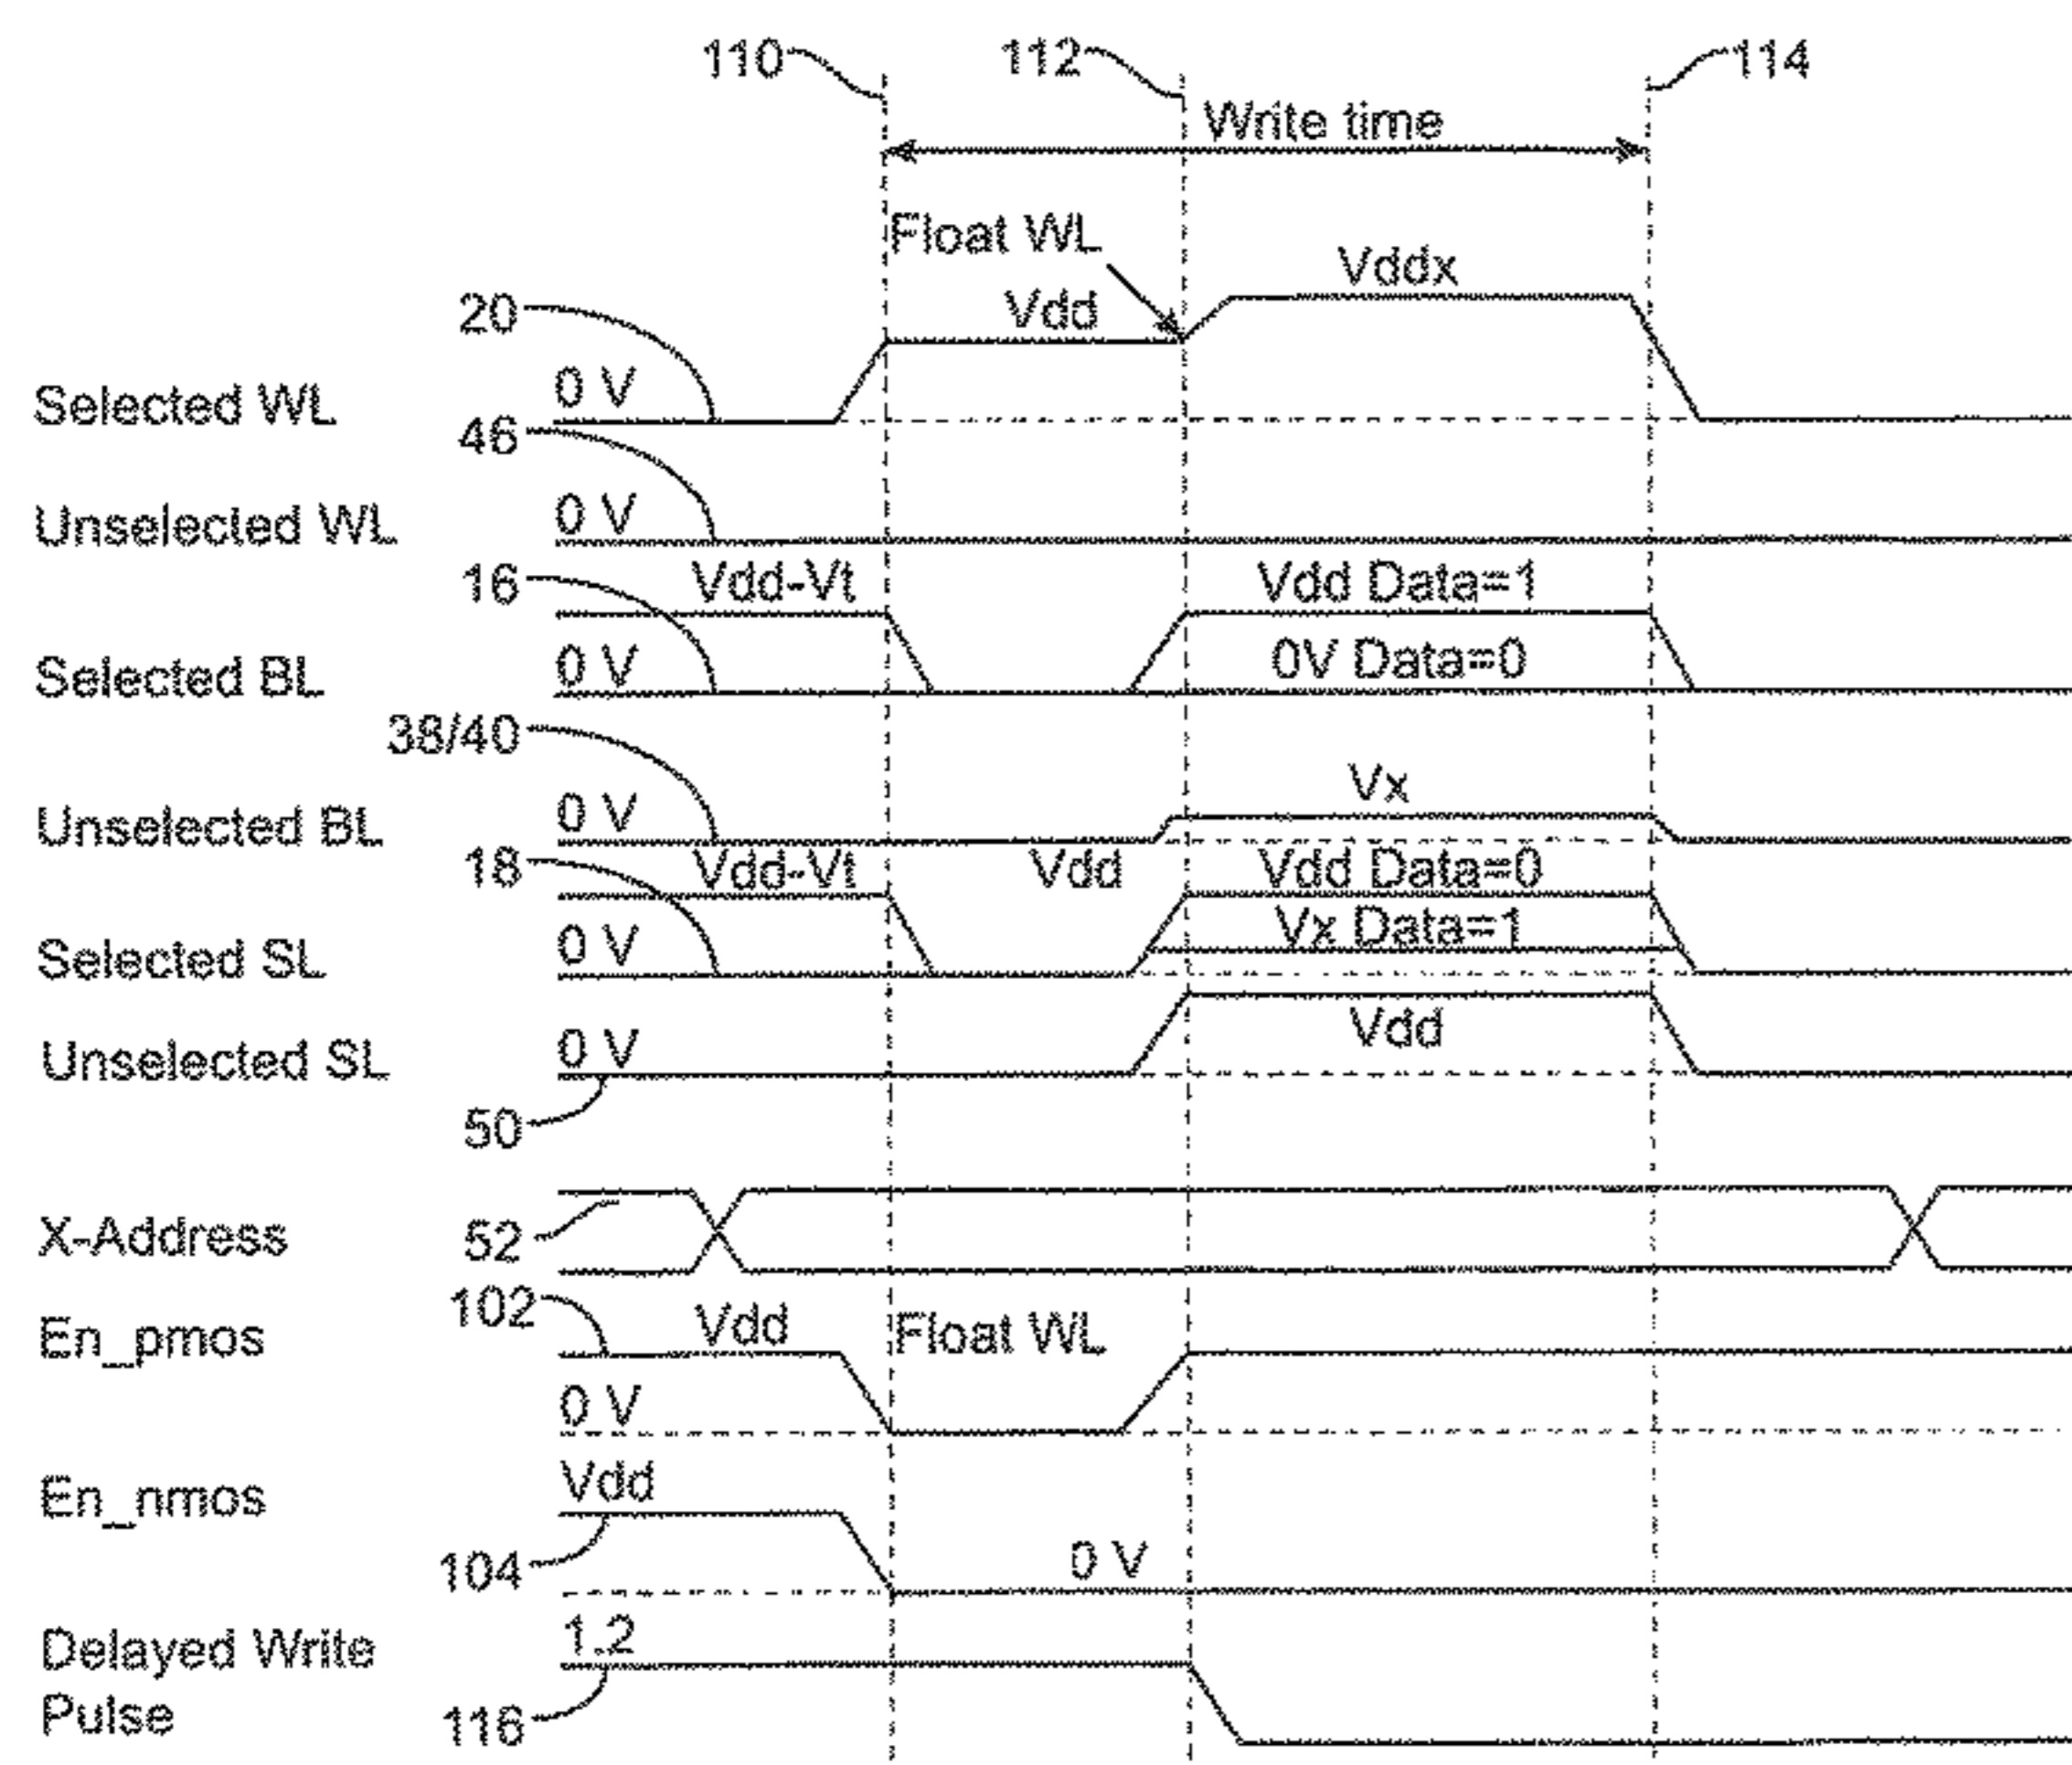 110
112
114
Write time
Float WL
Vddx
Vdd
20
0 V
Selected WL
46
0 V
Unselected WL
16
Vdd-Vt
Vdd Data=1
0 V
0V Data=0
Selected BL
38/40
Vx
0 V
Unselected BL
18
Vdd-Vt
Vdd
Vdd Data=0
0 V
Vx Data=1
Selected SL
0 V
Vdd
Unselected SL
50
X-Address
52
102
Vdd
Float WL
En_pmos
0 V
Vdd
En_nmos
104
0 V
1.2
Delayed Write
Pulse
116